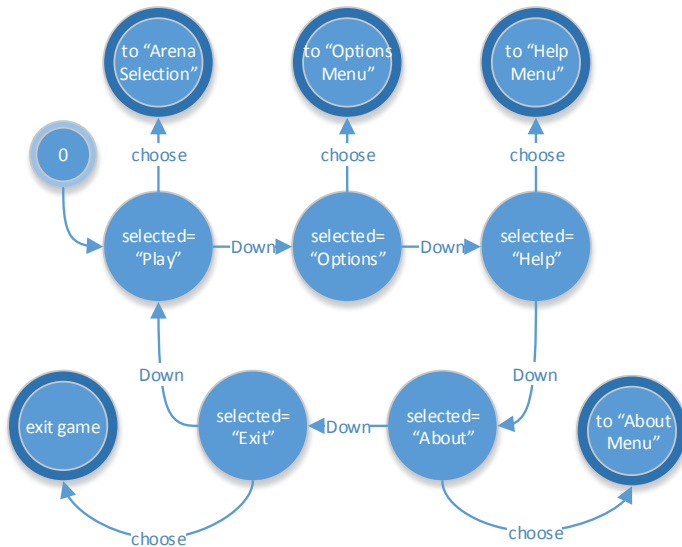 to “Arena
Selection”
to “Options
Menu”
to “Help
Menu”
choose
choose
choose
0
selected=
“Play”
Down
selected=
“Options”
Down
selected=
“Help”
Down
Down
exit game
selected=
“Exit”
Down
selected=
“About”
to “About
Menu”
choose
choose